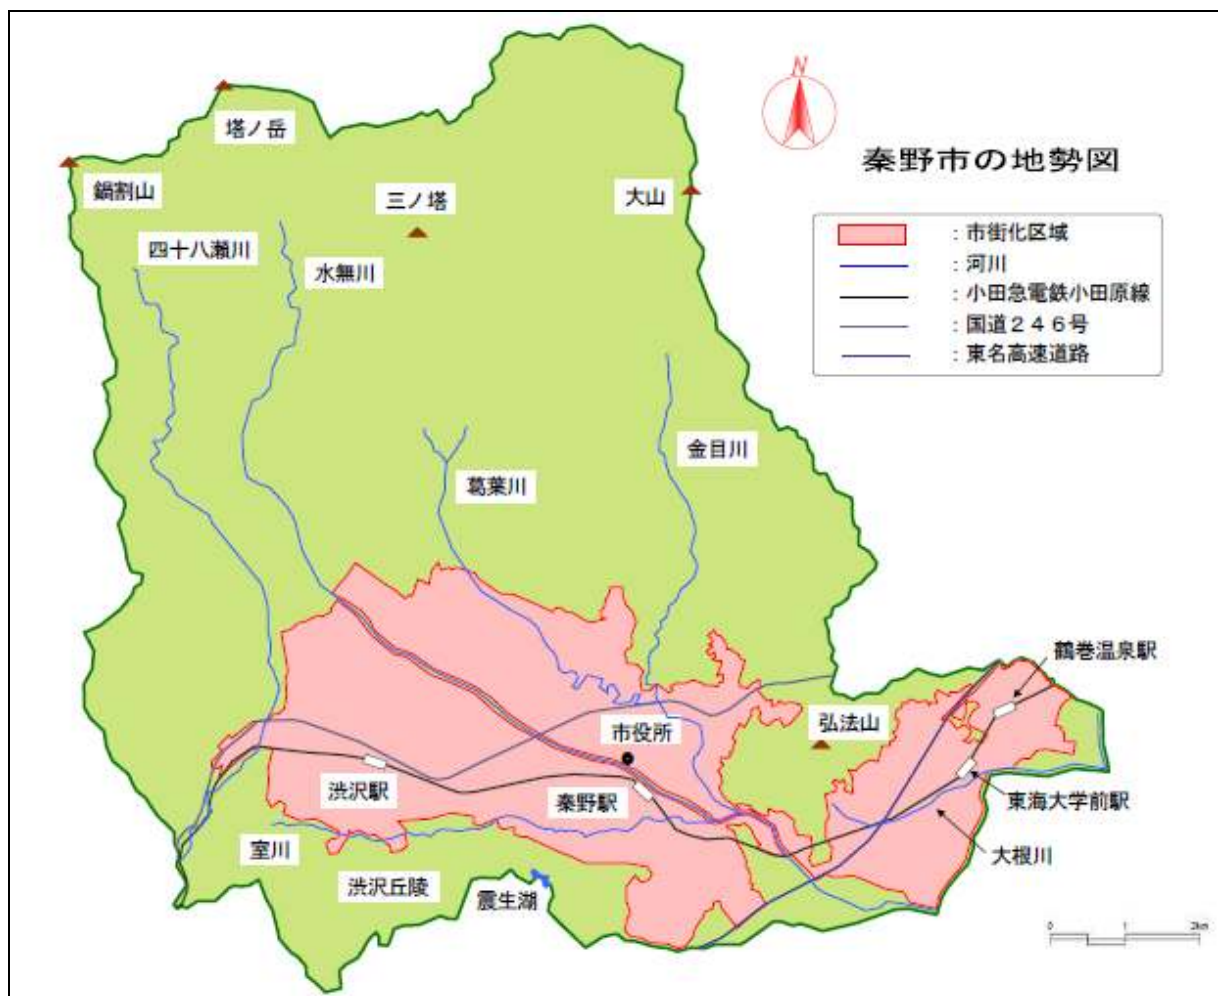 N
秦野市の地勢図
：市街化区域
：河川
：小田急電鉄小田原線
：国道２４６号
：東名高速道路
塔ノ岳
鍋割山
三ノ塔
大山
四十八瀬川
水無川
金目川
葛葉川
鶴巻温泉駅
弘法山
市役所
渋沢駅
秦野駅
東海大学前駅
室川
大根川
渋沢丘陵
震生湖
0 1 2km